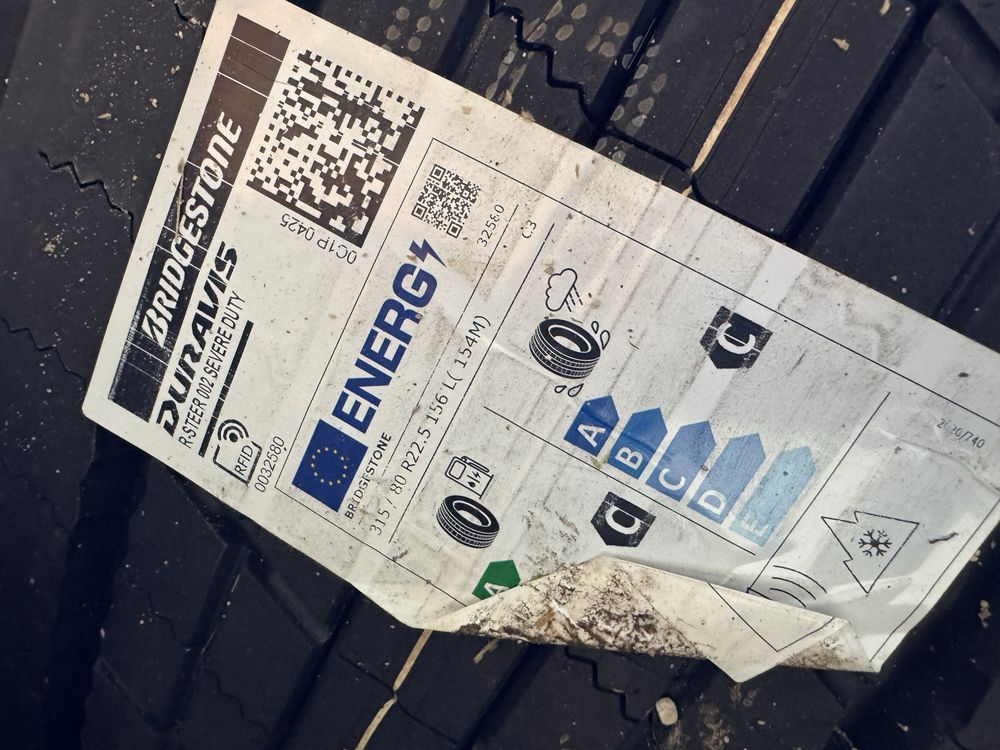 BRIDGESTONE
DURAVIS
R-STEER 002 SEVERE DUTY
RFID
0032580
0C1P 0425
ENERG
BRIDGESTONE
32580
315 / 80 R22.5 156 L( 154M)
C3
A
C
A
B
C
D
E
C
2020/740